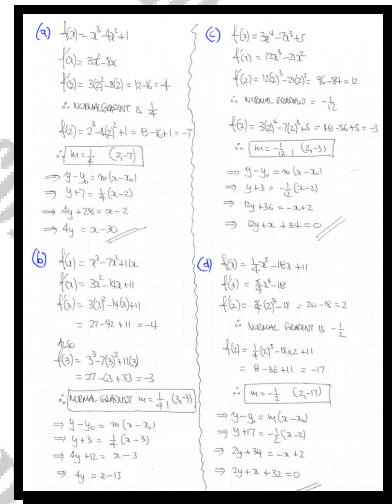 (a) f(x) = x³-4x²+1
f'(x) = 3x²-8x
f'(2) = 3(2)²-8(2) = 12-16 = -4
∴ NORMAL GRADIENT IS 1/4
f(2) = 2³-4(2)²+1 = 8-16+1 = -7
∴ m = 1/4 (2,-7)
⇒ y-y₀ = m(x-x₀)
⇒ y+7 = 1/4(x-2)
⇒ 4y+28 = x-2
⇒ 4y = x-30
(b) f(x) = x³-7x²+11x
f'(x) = 3x²-14x+11
f'(3) = 3(3)²-14(3)+11
= 27-42+11 = -4
ALSO
f(3) = 3³-7(3)²+11(3)
= 27-63+33 = -3
∴ NORMAL GRADIENT m = 1/4 (3,-3)
⇒ y-y₀ = m(x-x₀)
⇒ y+3 = 1/4(x-3)
⇒ 4y+12 = x-3
⇒ 4y = x-15
(c) f(x) = 3x⁴-7x³+5
f'(x) = 12x³-21x²
f'(2) = 12(2)³-21(2)² = 96-84 = 12
∴ NORMAL GRADIENT = -1/12
f(2) = 3(2)⁴-7(2)³+5 = 48-56+5 = -3
∴ m = -1/12 (2,-3)
⇒ y-y₀ = m(x-x₀)
⇒ y+3 = -1/12(x-2)
⇒ 12y+36 = -x+2
⇒ 12y+x+34 = 0
(d) f(x) = 1/4x⁵-18x+11
f'(x) = 5/4x⁴-18
f'(2) = 5/4(2)⁴-18 = 20-18 = 2
∴ NORMAL GRADIENT IS -1/2
f(2) = 1/4(2)⁵-18×2+11
= 8-36+11 = -17
∴ m = -1/2 (2,-17)
⇒ y-y₀ = m(x-x₀)
⇒ y+17 = -1/2(x-2)
⇒ 2y+34 = -x+2
⇒ 2y+x+32 = 0